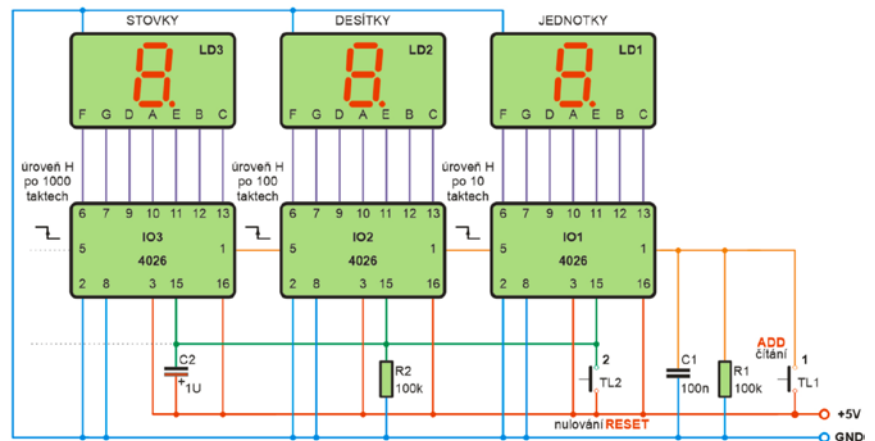 STOVKY
DESÍTKY
JEDNOTKY
LD3
LD2
LD1
F G D A E B C
F G D A E B C
F G D A E B C
úroveň H
po 1000
taktech
úroveň H
po 100
taktech
úroveň H
po 10
taktech
6 7 9 10 11 12 13
6 7 9 10 11 12 13
6 7 9 10 11 12 13
5 IO3 1
5 IO2 1
5 IO1 1
4026
4026
4026
2 8 3 15 16
2 8 3 15 16
2 8 3 15 16
C2
+1U
R2
100k
2
TL2
C1
100n
R1
100k
ADD
čítání
1
TL1
nulování RESET
+5V
GND